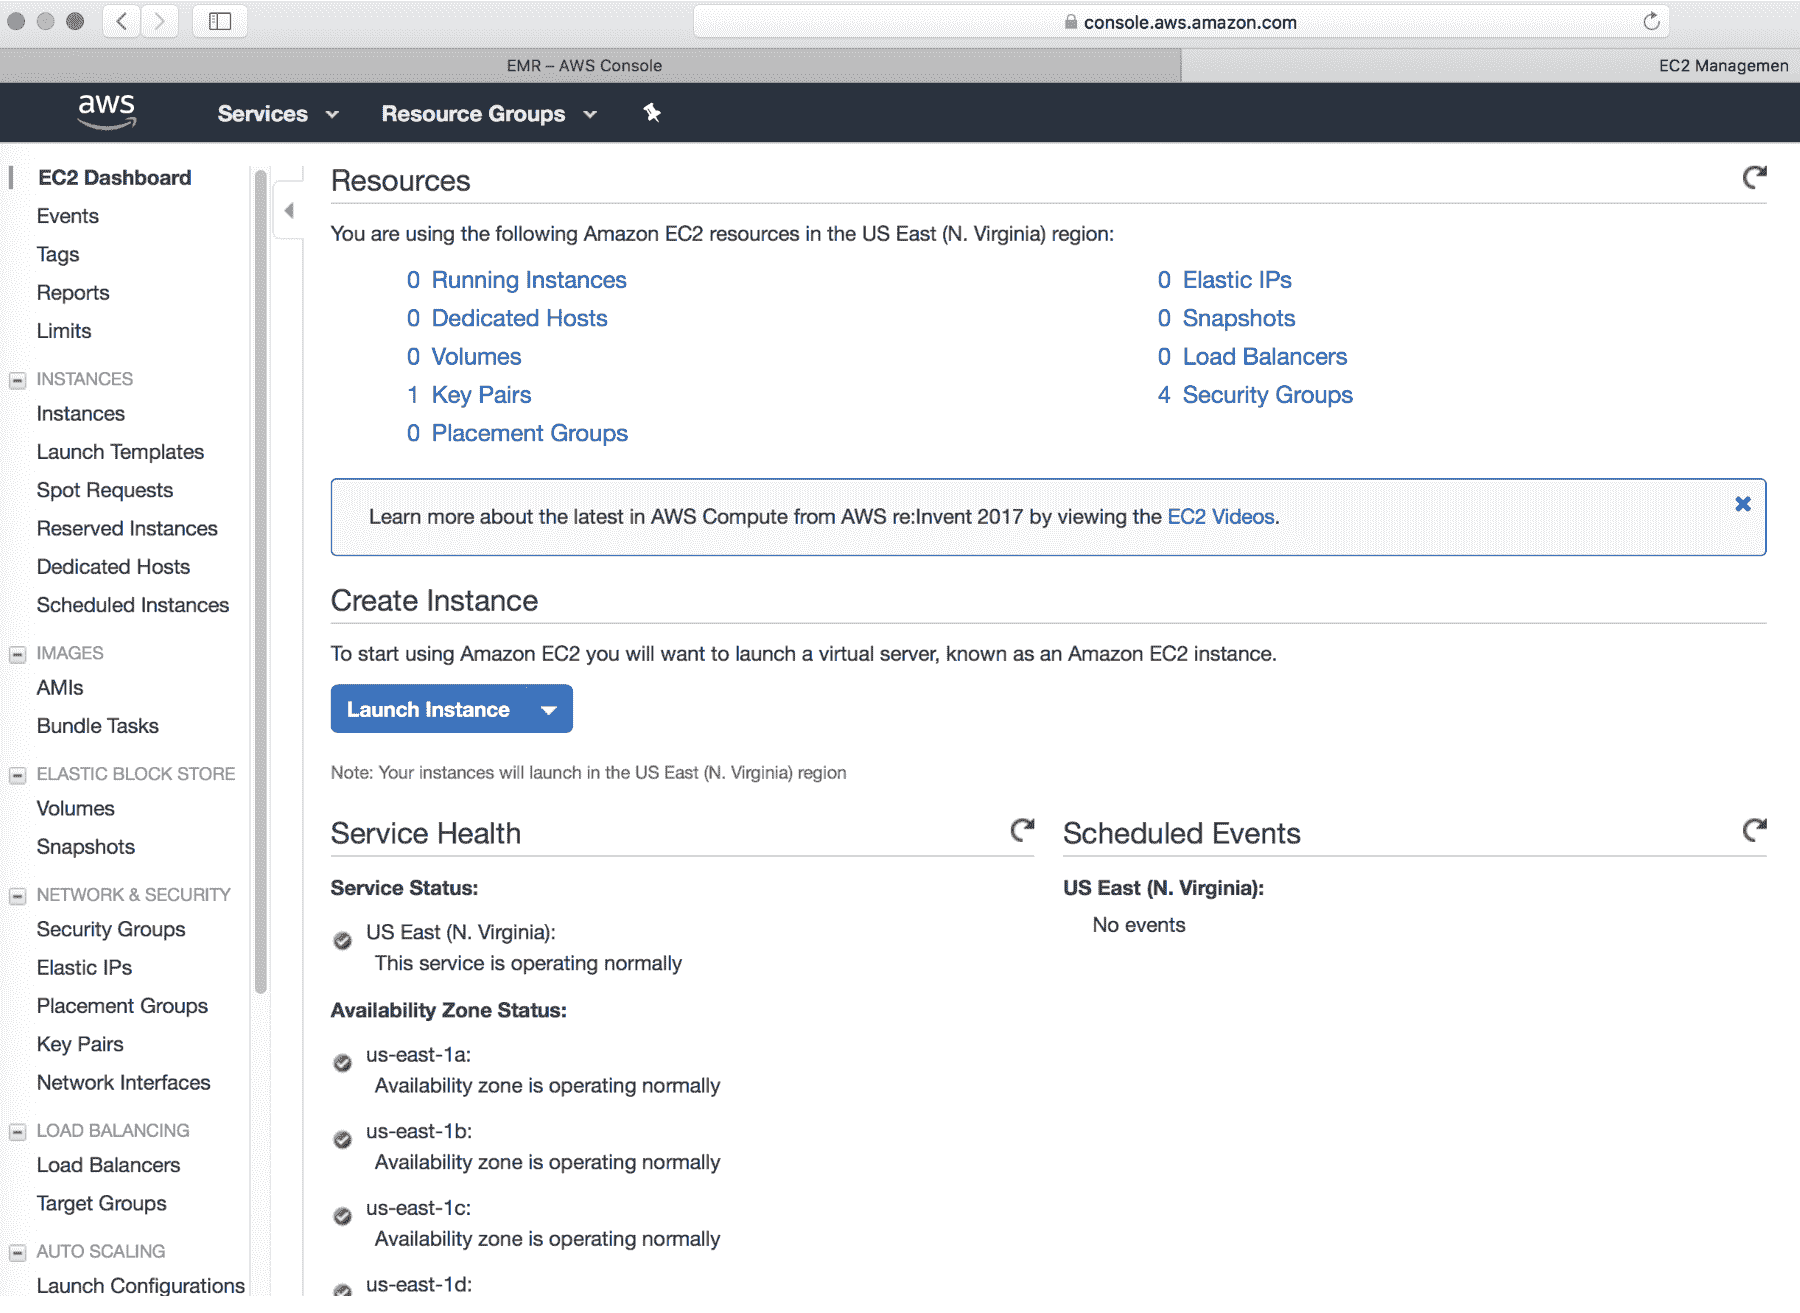 console.aws.amazon.com
EMR – AWS Console
EC2 Managemen
aws
Services
Resource Groups
EC2 Dashboard
Events
Tags
Reports
Limits
INSTANCES
Instances
Launch Templates
Spot Requests
Reserved Instances
Dedicated Hosts
Scheduled Instances
IMAGES
AMIs
Bundle Tasks
ELASTIC BLOCK STORE
Volumes
Snapshots
NETWORK & SECURITY
Security Groups
Elastic IPs
Placement Groups
Key Pairs
Network Interfaces
LOAD BALANCING
Load Balancers
Target Groups
AUTO SCALING
Launch Configurations
Resources
You are using the following Amazon EC2 resources in the US East (N. Virginia) region:
0 Running Instances
0 Dedicated Hosts
0 Volumes
1 Key Pairs
0 Placement Groups
0 Elastic IPs
0 Snapshots
0 Load Balancers
4 Security Groups
Learn more about the latest in AWS Compute from AWS re:Invent 2017 by viewing the EC2 Videos.
Create Instance
To start using Amazon EC2 you will want to launch a virtual server, known as an Amazon EC2 instance.
Launch Instance
Note: Your instances will launch in the US East (N. Virginia) region
Service Health
Service Status:
US East (N. Virginia):
This service is operating normally
Availability Zone Status:
us-east-1a:
Availability zone is operating normally
us-east-1b:
Availability zone is operating normally
us-east-1c:
Availability zone is operating normally
us-east-1d:
Scheduled Events
US East (N. Virginia):
No events